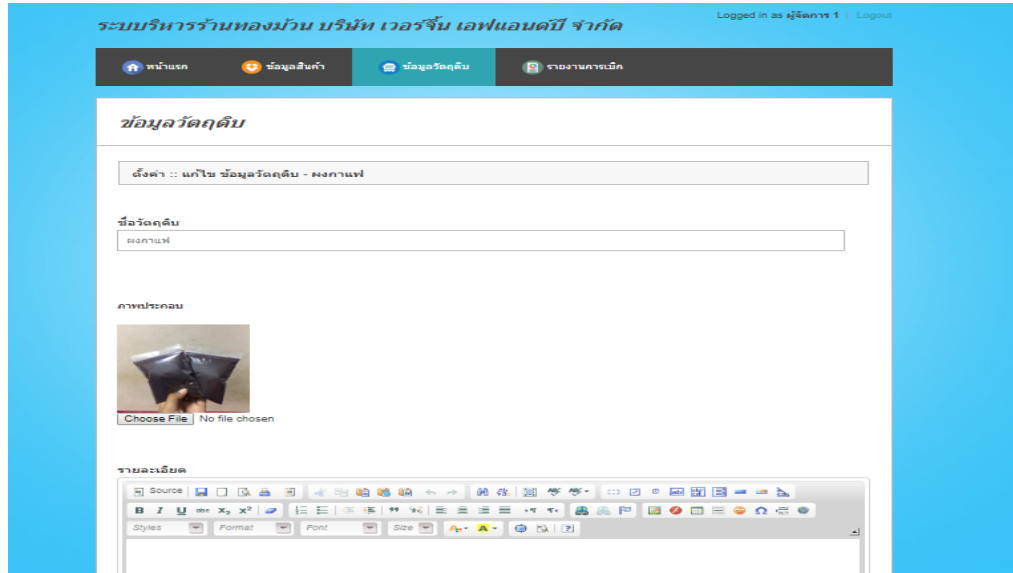 Logged in as ผู้จัดการ 1 | Logout
ระบบริหารร้านทองม้วน บริษัท เวอร์จิ้น เอฟแอนด์บี จำกัด
หน้าแรก ข้อมูลสินค้า ข้อมูลวัตถุดิบ รายงานการเบิก
ข้อมูลวัตถุดิบ
ตั้งค่า :: แก้ไข ข้อมูลวัตถุดิบ - ผงกาแฟ
ชื่อวัตถุดิบ
ผงกาแฟ
ภาพประกอบ
Choose File No file chosen
รายละเอียด
Source
B I U abc X₂ X²
Styles Format Font Size